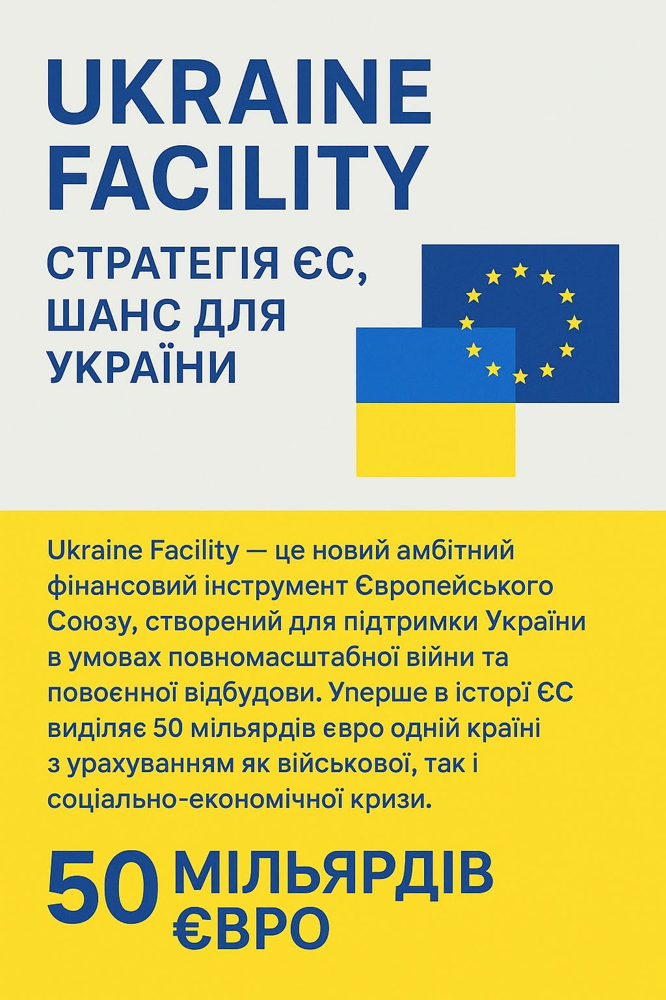 UKRAINE
FACILITY
СТРАТЕГІЯ ЄС,
ШАНС ДЛЯ
УКРАЇНИ
Ukraine Facility — це новий амбітний
фінансовий інструмент Європейського
Союзу, створений для підтримки України
в умовах повномасштабної війни та
повоєнної відбудови. Уперше в історї ЄС
виділяє 50 мільярдів євро одній країні
з урахуванням як військової, так і
соціально-економічної кризи.
50 МІЛЬЯРДІВ
ЄВРО